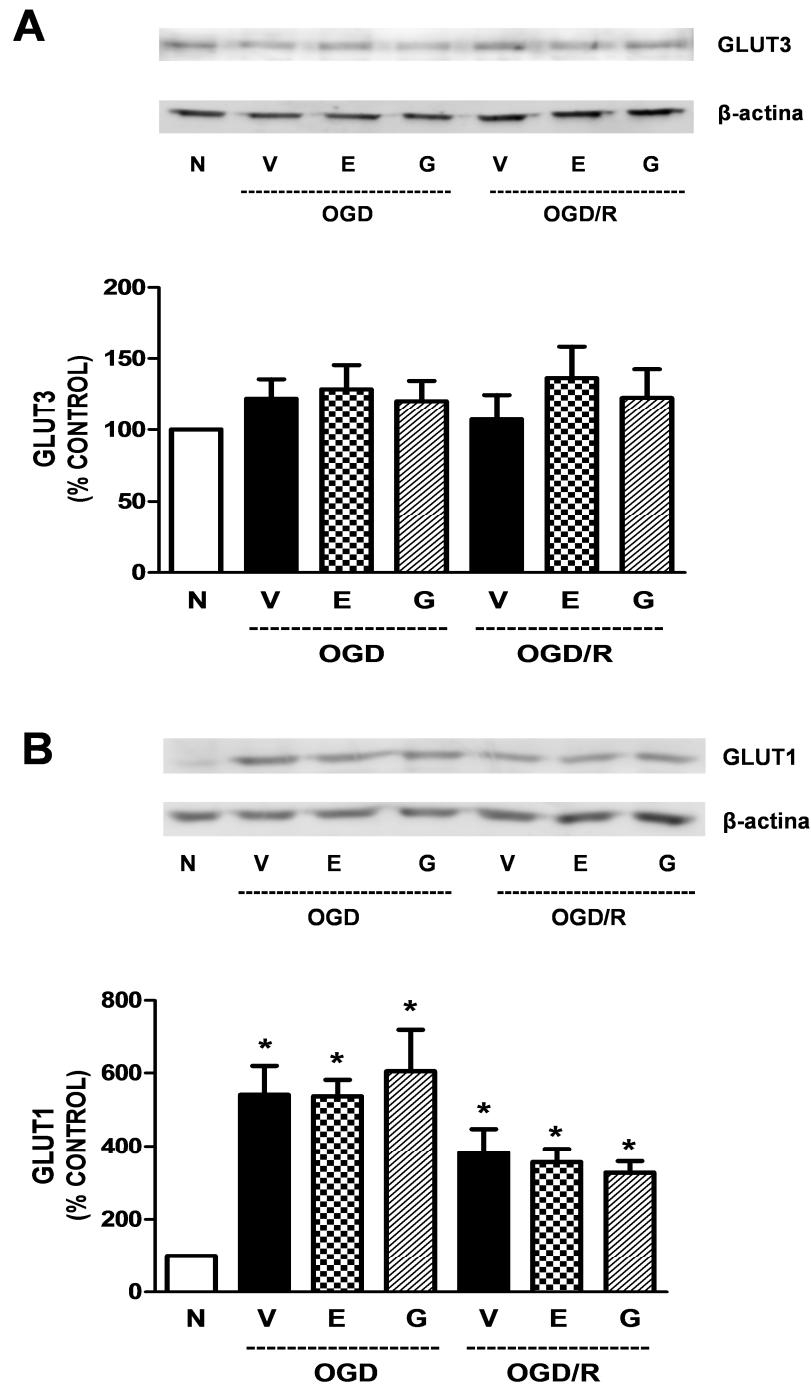 A
GLUT3
β-actina
N V E G V E G
OGD OGD/R
GLUT3
(% CONTROL)
200
150
100
50
0
N V E G V E G
OGD OGD/R
B
GLUT1
β-actina
N V E G V E G
OGD OGD/R
GLUT1
(% CONTROL)
800
600
400
200
0
* * * * * *
N V E G V E G
OGD OGD/R